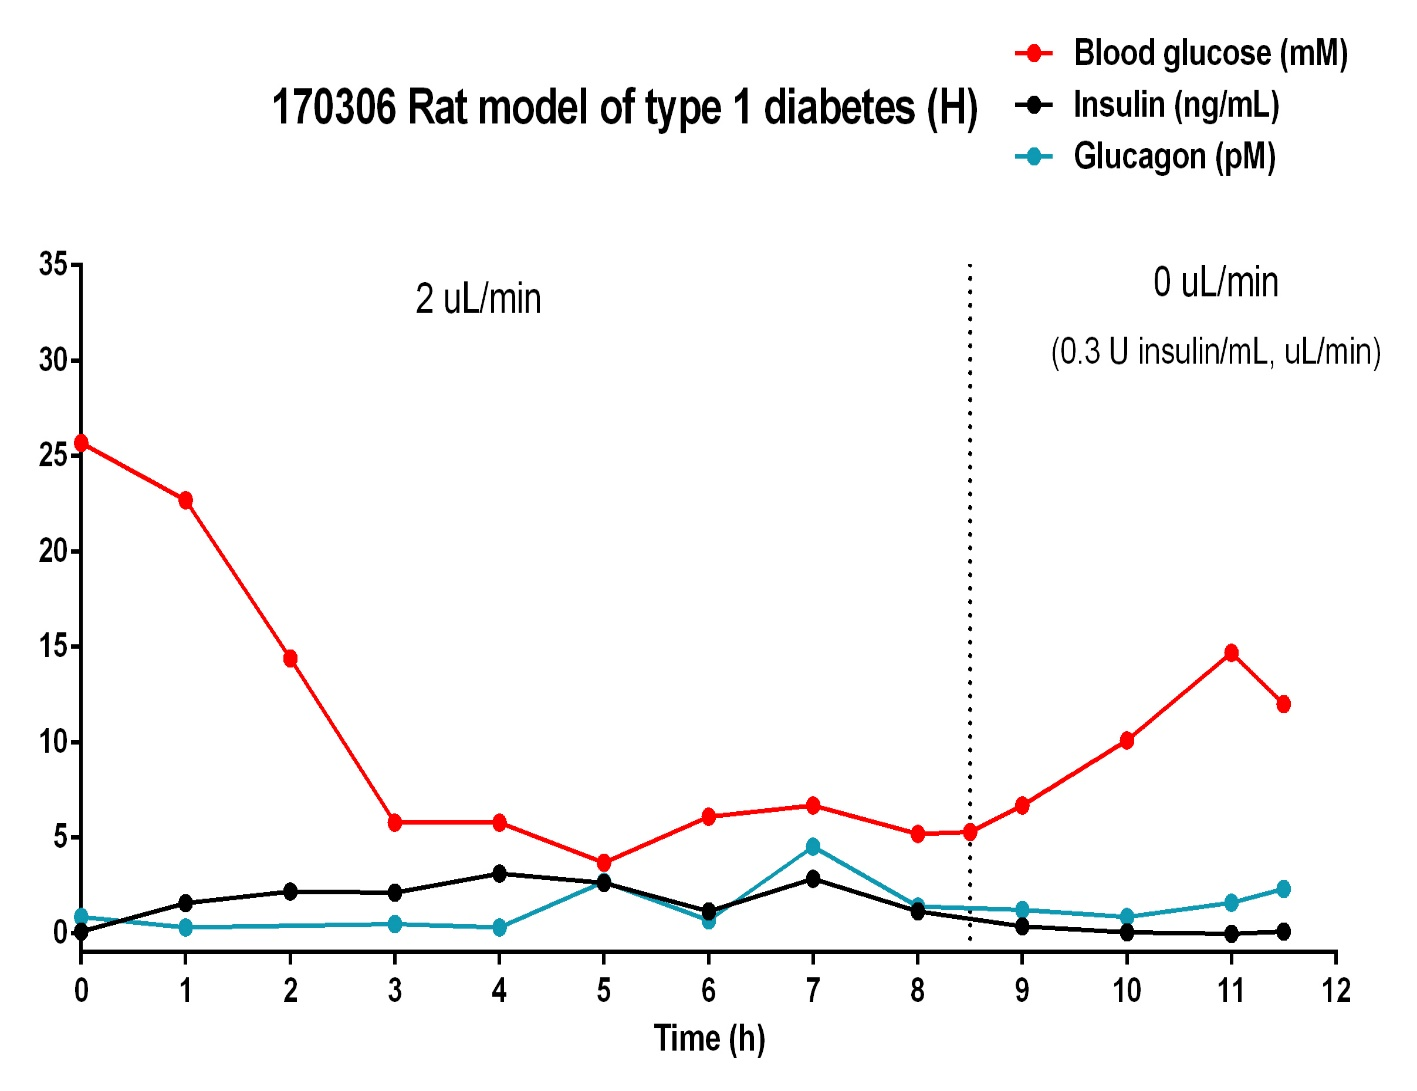 Blood glucose (mM)
170306 Rat model of type 1 diabetes (H)
Insulin (ng/mL)
Glucagon (pM)
35
2 uL/min
0 uL/min
(0.3 U insulin/mL, uL/min)
30
25
20
15
10
5
0
0 1 2 3 4 5 6 7 8 9 10 11 12
Time (h)